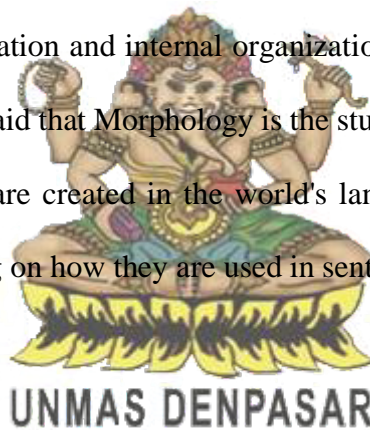 ation and internal organizatio
aid that Morphology is the stu
are created in the world's lan
on how they are used in sent
UNMAS DENPASAR